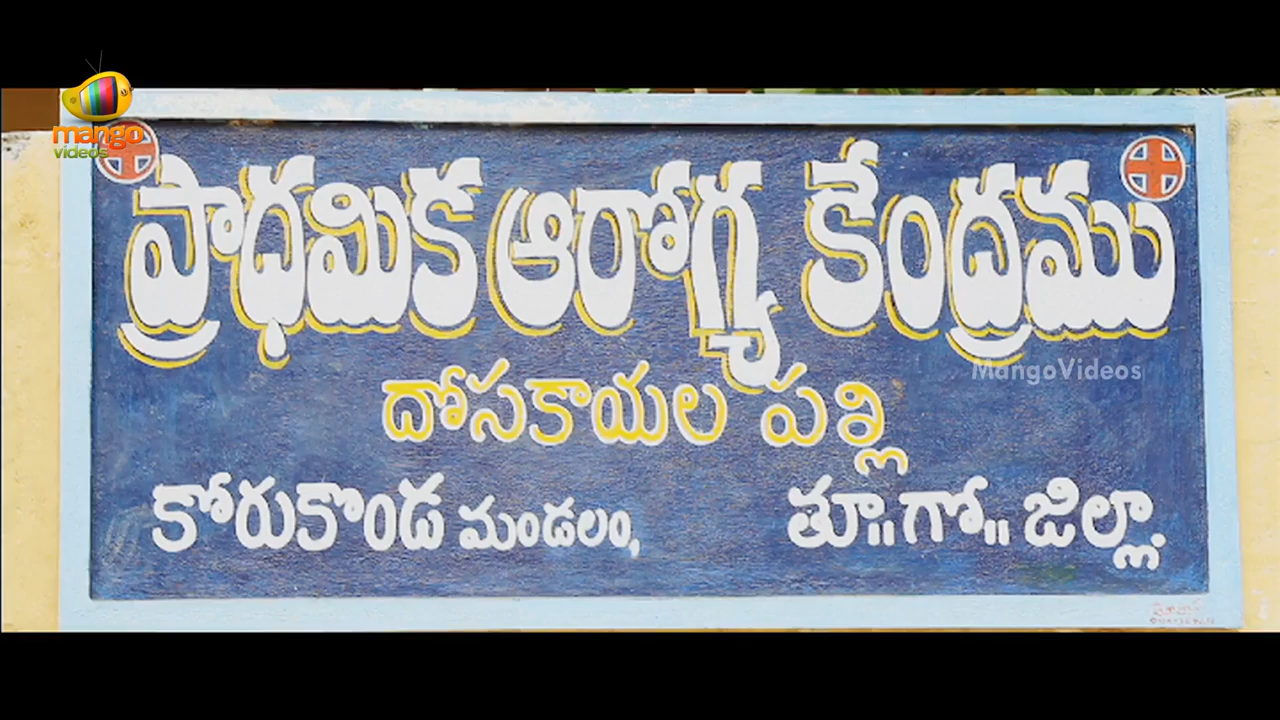 mango
videos
ప్రాధమిక ఆరోగ్య కేంద్రము
MangoVideos
దోసకాయల పల్లి
కోరుకొండ మండలం, తూ..గో.. జిల్లా.